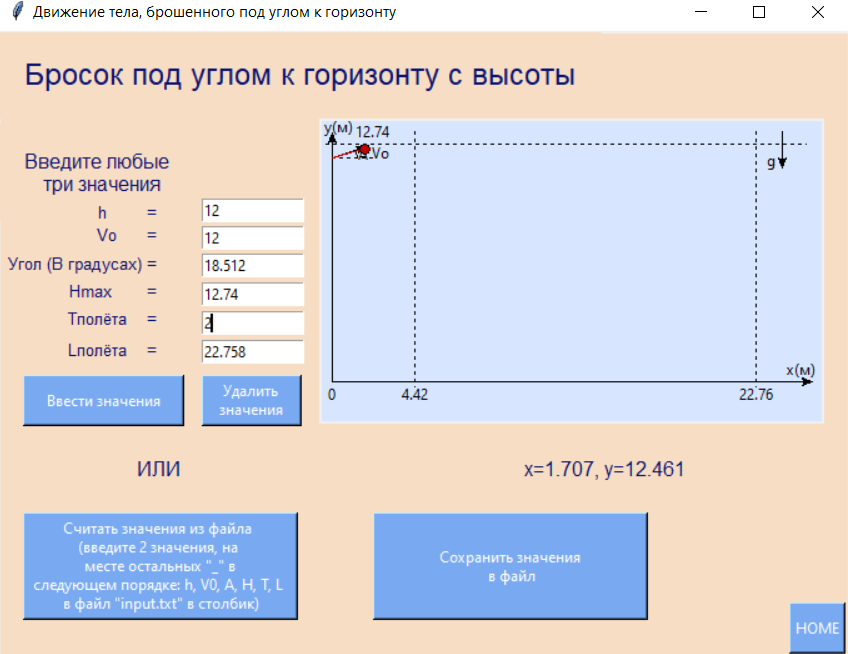 Движение тела, брошенного под углом к горизонту
Бросок под углом к горизонту с высоты
Введите любые
три значения
h = 12
Vo = 12
Угол (В градусах) = 18.512
Hmax = 12.74
Tполёта = 2
Lполёта = 22.758
Ввести значения
Удалить
значения
y(м) 12.74
Vo
g
x(м)
0 4.42 22.76
ИЛИ
x=1.707, y=12.461
Считать значения из файла
(введите 2 значения, на
месте остальных "_" в
следующем порядке: h, V0, A, H, T, L
в файл "input.txt" в столбик)
Сохранить значения
в файл
HOME